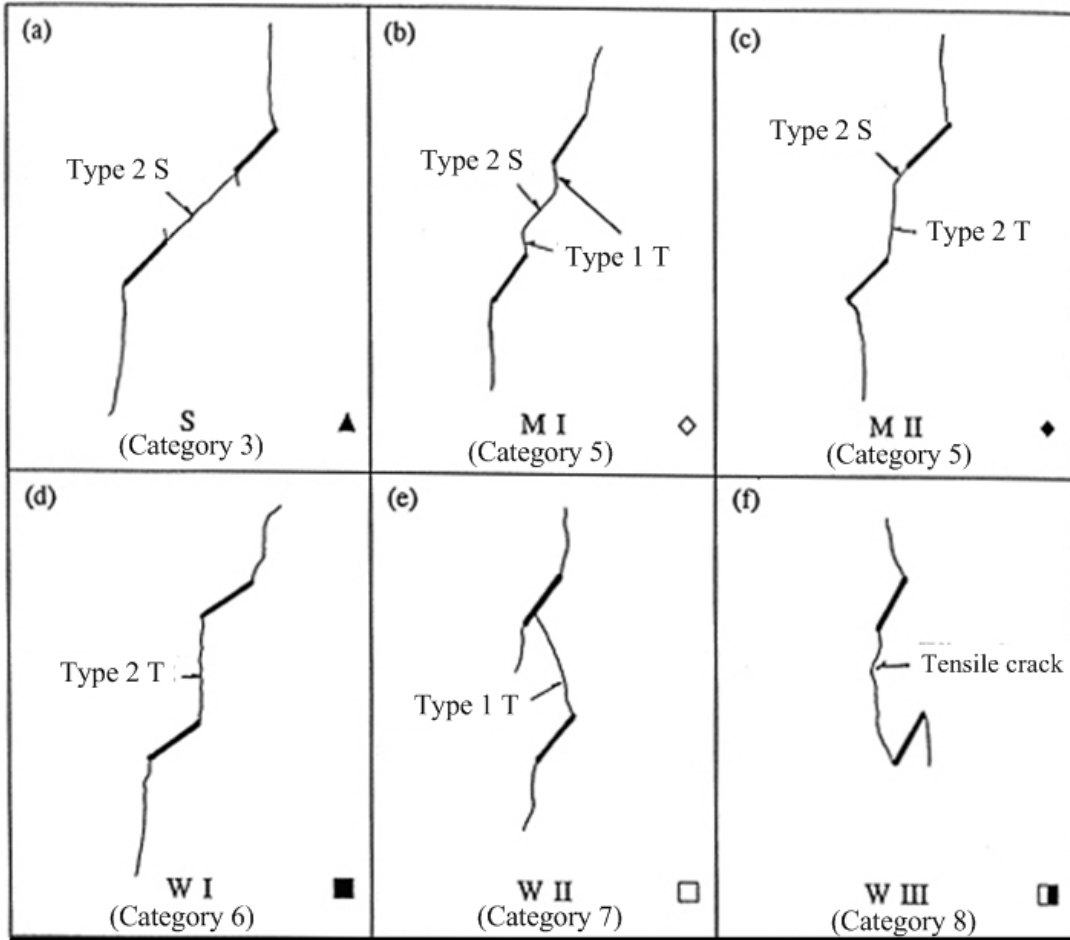 (a)
Type 2 S
S
(Category 3)
(b)
Type 2 S
Type 1 T
M I
(Category 5)
(c)
Type 2 S
Type 2 T
M II
(Category 5)
(d)
Type 2 T
W I
(Category 6)
(e)
Type 1 T
W II
(Category 7)
(f)
Tensile crack
W III
(Category 8)